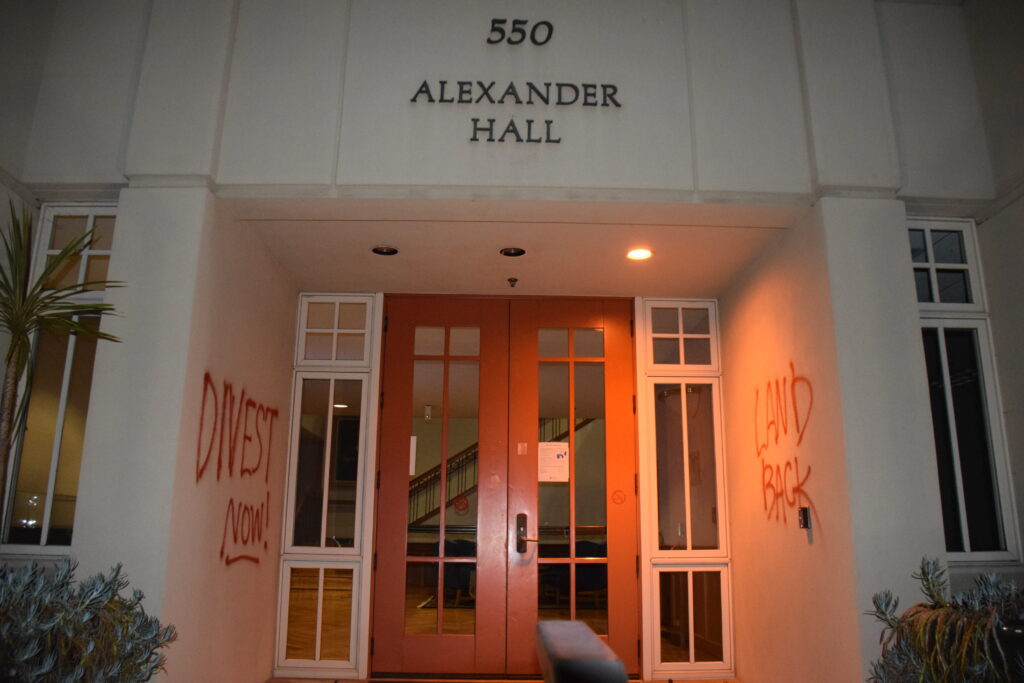 550
ALEXANDER
HALL
DIVEST
NOW!
LAND
BACK